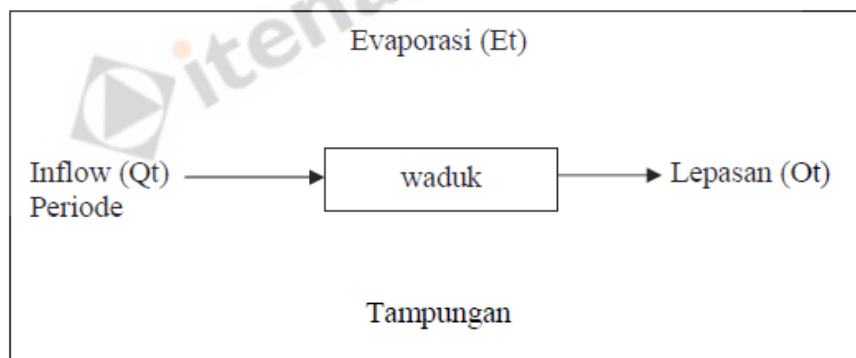 Evaporasi (Et)
Inflow (Qt)
Periode
waduk
Lepasan (Ot)
Tampungan